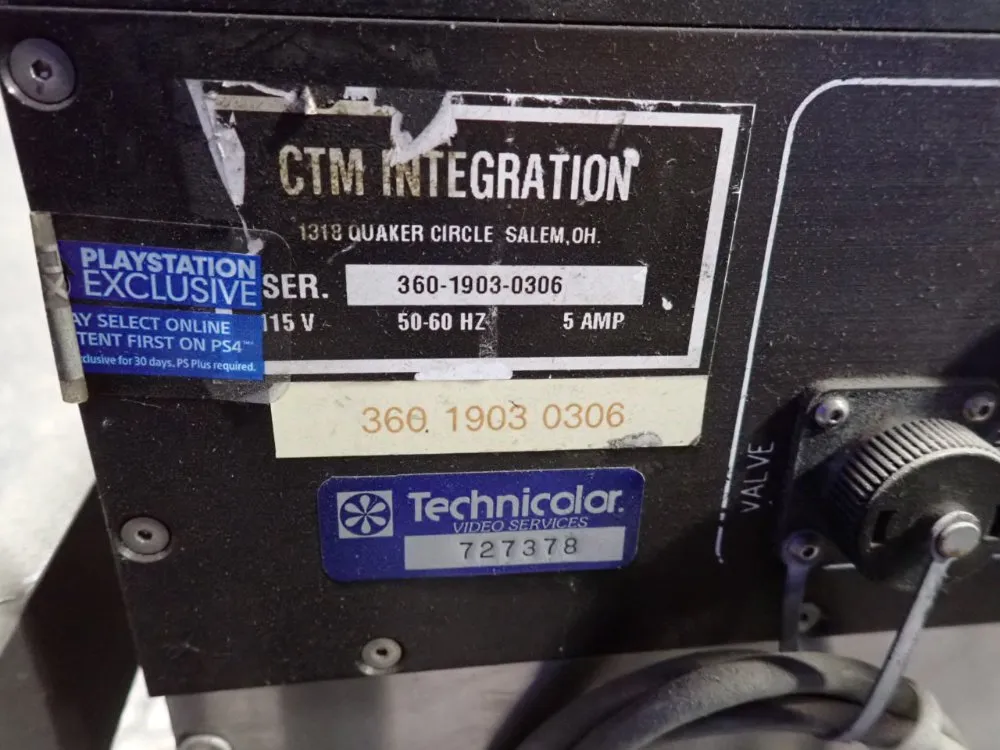 CTM INTEGRATION
1318 QUAKER CIRCLE SALEM, OH.
SER. 360-1903-0306
115 V 50-60 HZ 5 AMP
PLAYSTATION
EXCLUSIVE
AY SELECT ONLINE
TENT FIRST ON PS4™
clusive for 30 days. PS Plus required.
360 1903 0306
Technicolor.
VIDEO SERVICES
727378
VALVE